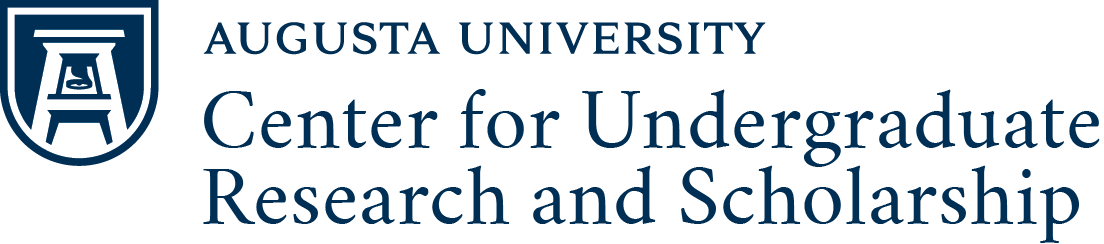 AUGUSTA UNIVERSITY
Center for Undergraduate
Research and Scholarship